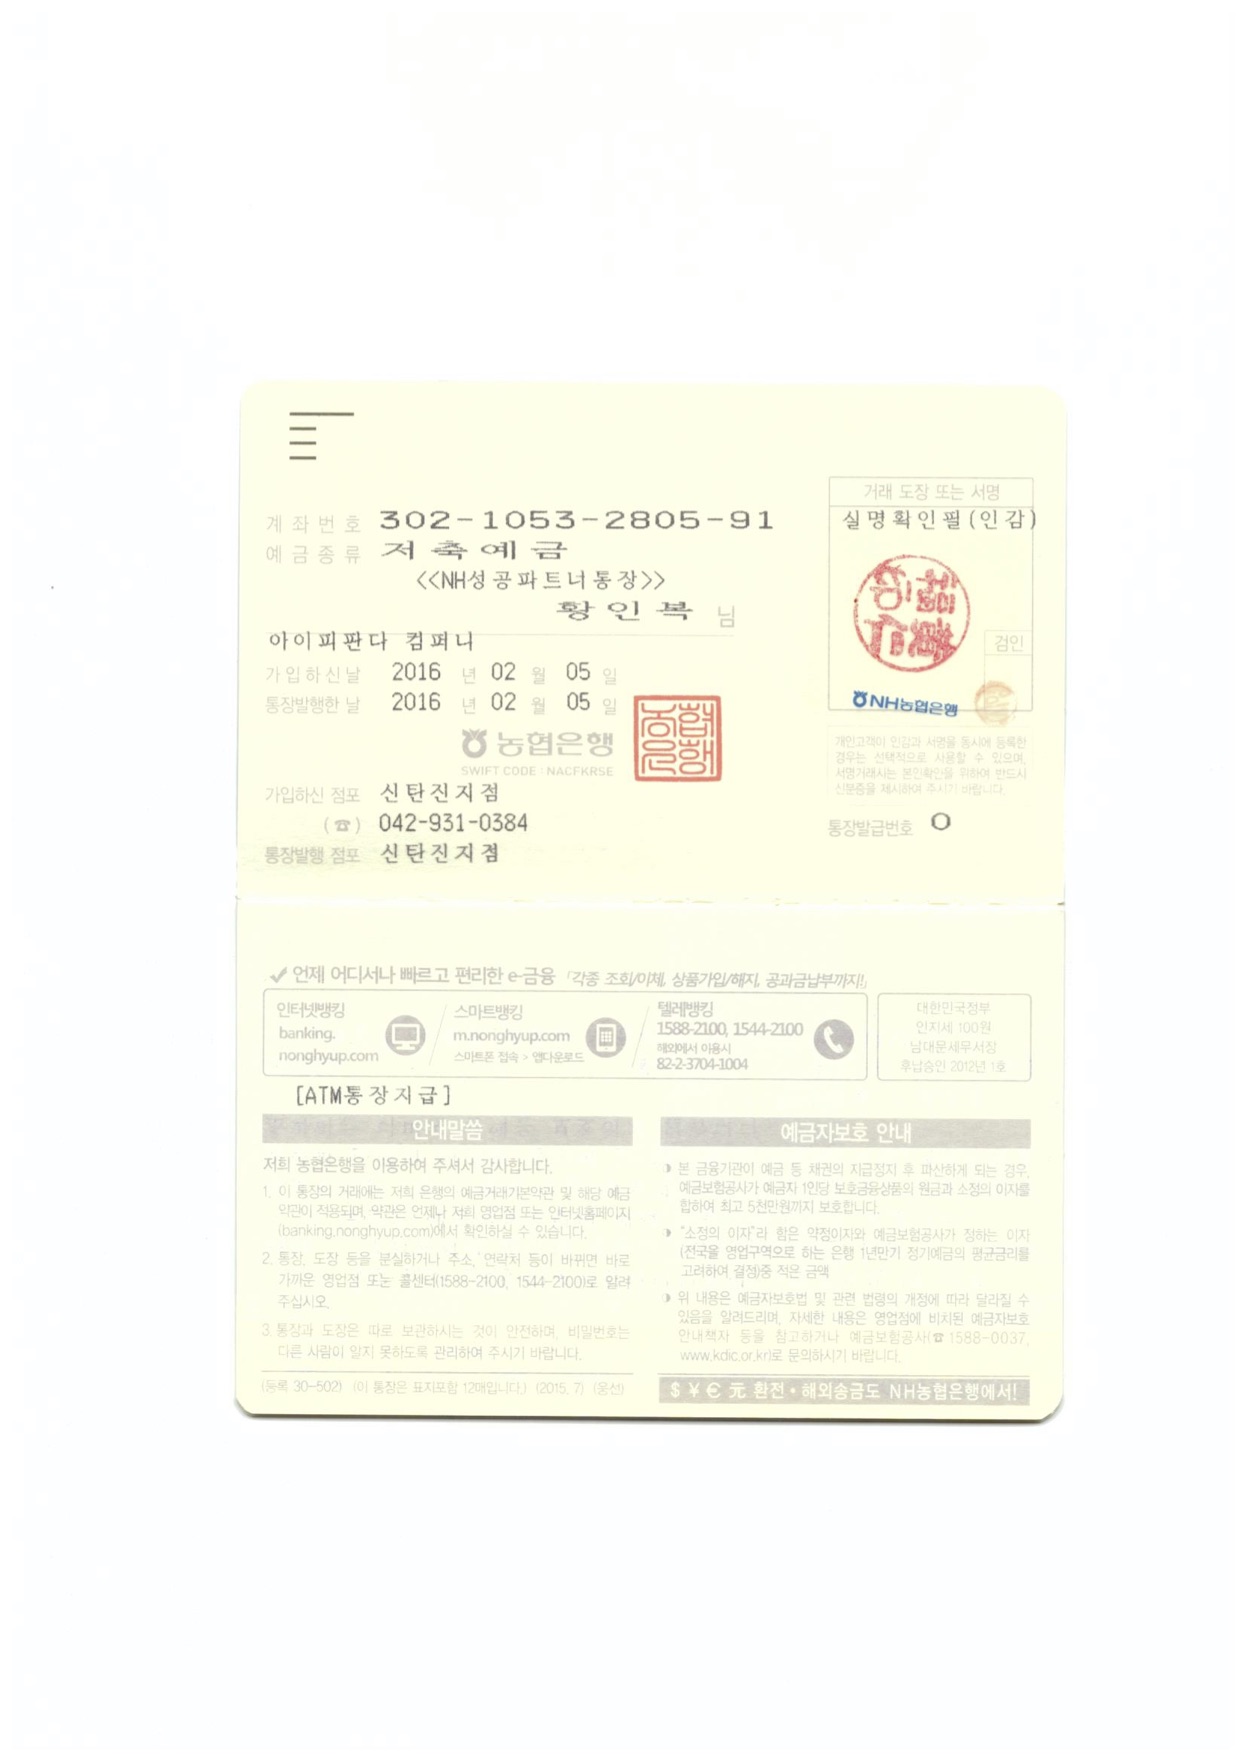 계좌번호 302-1053-2805-91
예금종류 저축예금
<<NH성공파트너통장>>
황인복 님
아이피판다 컴퍼니
가입하신날 2016 년 02 월 05 일
통장발행한 날 2016 년 02 월 05 일
농협은행
SWIFT CODE : NACFKRSE
농협은행
가입하신 점포 신탄진지점
(☎) 042-931-0384
통장발행 점포 신탄진지점
거래 도장 또는 서명
실명확인필(인감)
검인
NH농협은행
개인고객이 인감과 서명을 동시에 등록한
경우는 선택적으로 사용할 수 있으며,
서명거래시는 본인확인을 위하여 반드시
신분증을 제시하여 주시기 바랍니다.
통장발급번호 O
✓ 언제 어디서나 빠르고 편리한 e-금융 「각종 조회/이체, 상품가입/해지, 공과금납부까지!」
인터넷뱅킹
banking.
nonghyup.com
스마트뱅킹
m.nonghyup.com
스마트폰 접속 > 앱다운로드
텔레뱅킹
1588-2100, 1544-2100
해외에서 이용시
82-2-3704-1004
대한민국정부
인지세 100원
남대문세무서장
후납승인 2012년 1호
[ATM통장지급]
안내말씀
저희 농협은행을 이용하여 주셔서 감사합니다.
1. 이 통장의 거래에는 저희 은행의 예금거래기본약관 및 해당 예금
약관이 적용되며, 약관은 언제나 저희 영업점 또는 인터넷홈페이지
(banking.nonghyup.com)에서 확인하실 수 있습니다.
2. 통장, 도장 등을 분실하거나 주소, 연락처 등이 바뀌면 바로
가까운 영업점 또는 콜센터(1588-2100, 1544-2100)로 알려
주십시오.
3. 통장과 도장은 따로 보관하시는 것이 안전하며, 비밀번호는
다른 사람이 알지 못하도록 관리하여 주시기 바랍니다.
(등록 30-502) (이 통장은 표지포함 12매입니다.) (2015. 7) (웅선)
예금자보호 안내
본 금융기관이 예금 등 채권의 지급정지 후 파산하게 되는 경우,
예금보험공사가 예금자 1인당 보호금융상품의 원금과 소정의 이자를
합하여 최고 5천만원까지 보호합니다.
"소정의 이자"라 함은 약정이자와 예금보험공사가 정하는 이자
(전국을 영업구역으로 하는 은행 1년만기 정기예금의 평균금리를
고려하여 결정)중 적은 금액
위 내용은 예금자보호법 및 관련 법령의 개정에 따라 달라질 수
있음을 알려드리며, 자세한 내용은 영업점에 비치된 예금자보호
안내책자 등을 참고하거나 예금보험공사(☎1588-0037,
www.kdic.or.kr)로 문의하시기 바랍니다.
$ ¥ € 元 환전・해외송금도 NH농협은행에서!